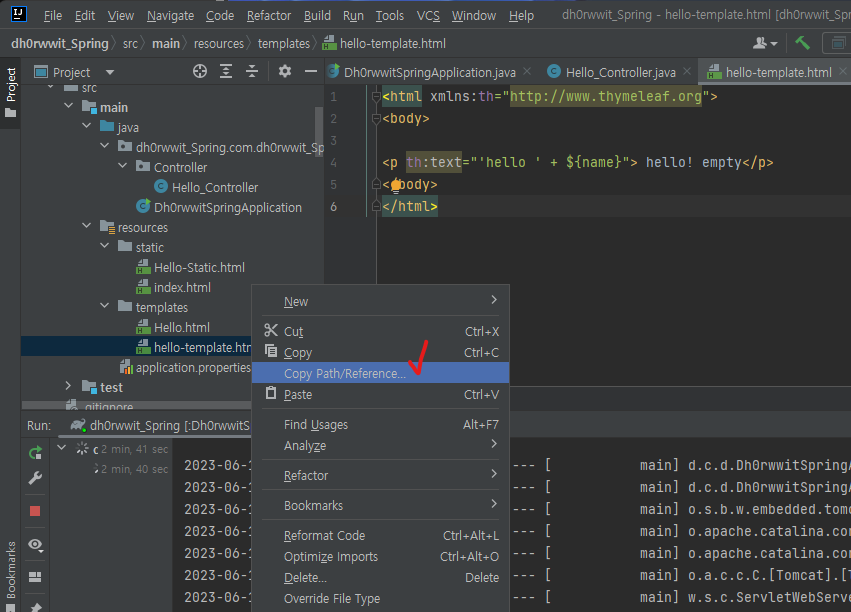 IJ File Edit View Navigate Code Refactor Build Run Tools VCS Window Help dh0rwwit_Spring - hello-template.html [dh0rwwit_Spr
dh0rwwit_Spring src main resources templates hello-template.html
Project
Project
Dh0rwwitSpringApplication.java
Hello_Controller.java
hello-template.html
src
main
java
dh0rwwit_Spring.com.dh0rwwit_Sp
Controller
Hello_Controller
Dh0rwwitSpringApplication
resources
static
Hello-Static.html
index.html
templates
Hello.html
hello-template.htm
application.properties
test
.gitignore
1 <html xmlns:th="http://www.thymeleaf.org">
2 <body>
3
4 <p th:text="'hello ' + ${name}"> hello! empty</p>
5 body>
6 </html>
New
Cut Ctrl+X
Copy Ctrl+C
Copy Path/Reference...
Paste Ctrl+V
Find Usages Alt+F7
Analyze
Refactor
Bookmarks
Reformat Code Ctrl+Alt+L
Optimize Imports Ctrl+Alt+O
Delete... Delete
Override File Type
Run: dh0rwwit_Spring [:Dh0rwwitS
c 2 min, 41 sec
: 2 min, 40 sec
Bookmarks
2023-06-1 --- [ main] d.c.d.Dh0rwwitSpringA
2023-06-1 --- [ main] d.c.d.Dh0rwwitSpringA
2023-06-1 --- [ main] o.s.b.w.embedded.tomc
2023-06-1 --- [ main] o.apache.catalina.cor
2023-06-1 --- [ main] o.apache.catalina.cor
2023-06-1 --- [ main] o.a.c.c.C.[Tomcat].[T
2023-06-1 --- [ main] w.s.c.ServletWebServe